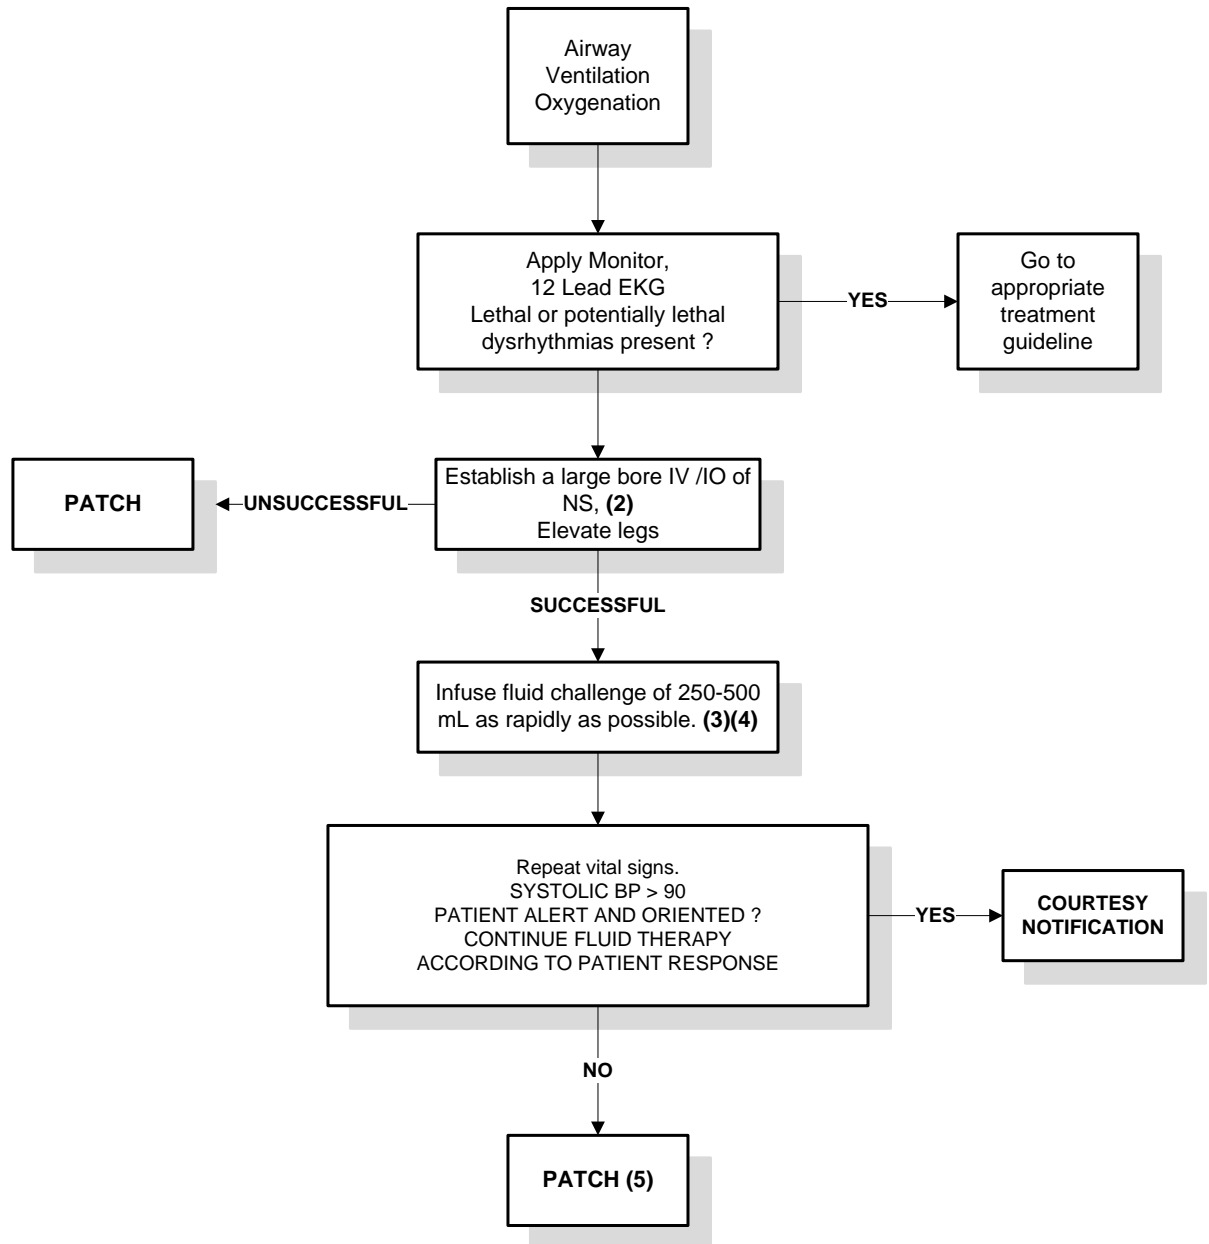 Airway
Ventilation
Oxygenation
Apply Monitor,
12 Lead EKG
Lethal or potentially lethal
dysrhythmias present ?
YES
Go to
appropriate
treatment
guideline
PATCH
UNSUCCESSFUL
Establish a large bore IV /IO of
NS, (2)
Elevate legs
SUCCESSFUL
Infuse fluid challenge of 250-500
mL as rapidly as possible. (3)(4)
Repeat vital signs.
SYSTOLIC BP > 90
PATIENT ALERT AND ORIENTED ?
CONTINUE FLUID THERAPY
ACCORDING TO PATIENT RESPONSE
YES
COURTESY
NOTIFICATION
NO
PATCH (5)